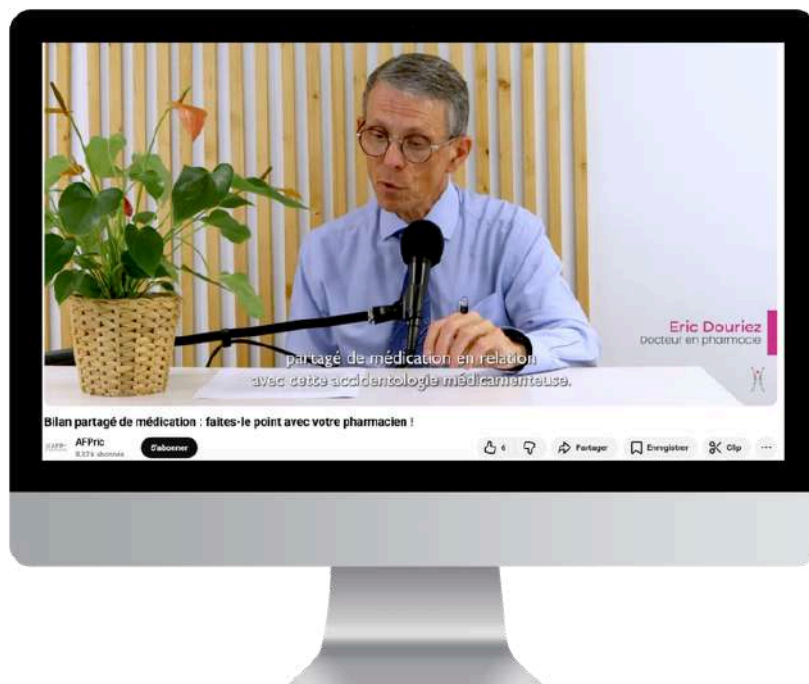 Eric Douriez
Docteur en pharmacie
partagé de médication en relation
avec cette accidentologie médicamenteuse.
Bilan partagé de médication : faites-le point avec votre pharmacien !
AFPric
S'abonner
6
Partager
Enregistrer
Clip